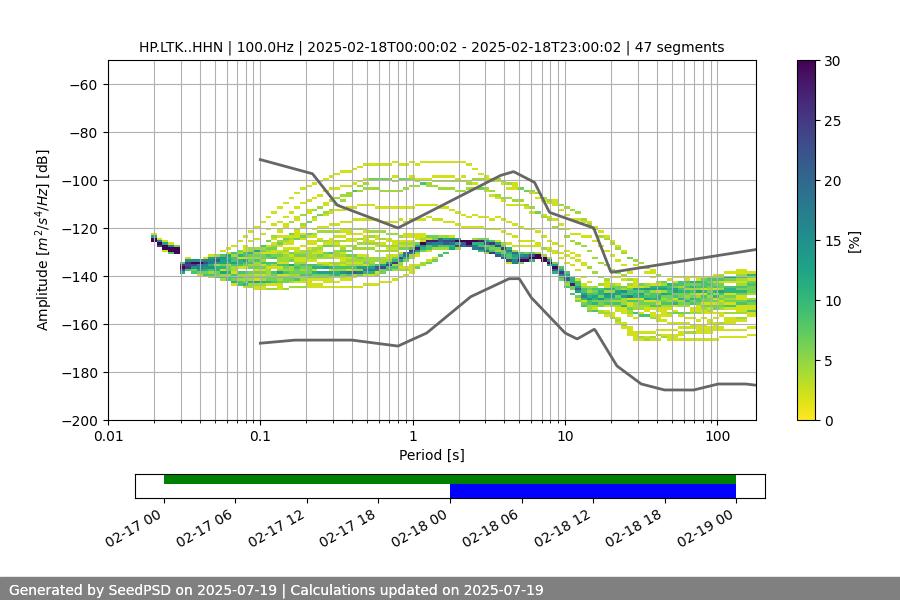 HP.LTK..HHN | 100.0Hz | 2025-02-18T00:00:02 - 2025-02-18T23:00:02 | 47 segments
Amplitude [m²/s⁴/Hz] [dB]
−60
−80
−100
−120
−140
−160
−180
−200
0.01 0.1 1 10 100
Period [s]
30
25
20
15
10
5
0
[%]
02-17 00 02-17 06 02-17 12 02-17 18 02-18 00 02-18 06 02-18 12 02-18 18 02-19 00
Generated by SeedPSD on 2025-07-19 | Calculations updated on 2025-07-19